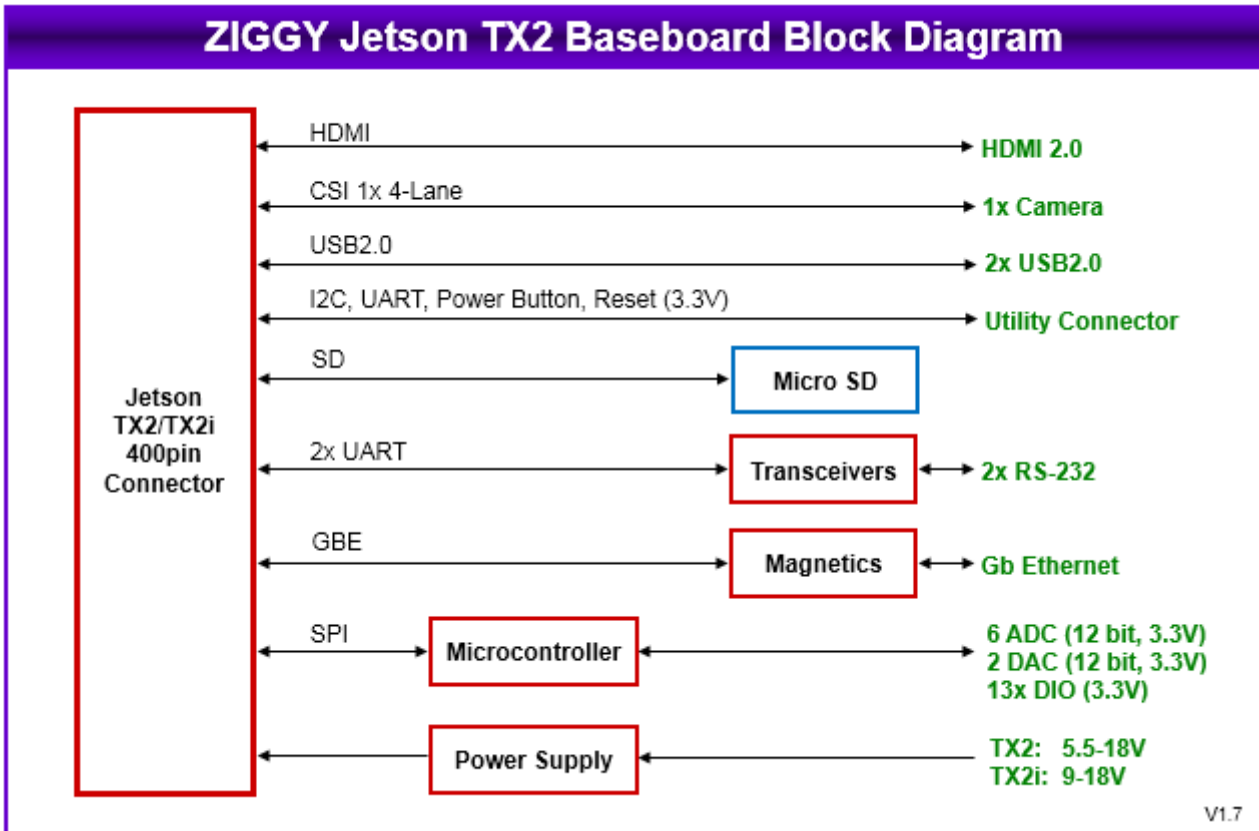 ZIGGY Jetson TX2 Baseboard Block Diagram
HDMI
HDMI 2.0
CSI 1x 4-Lane
1x Camera
USB2.0
2x USB2.0
I2C, UART, Power Button, Reset (3.3V)
Utility Connector
SD
Micro SD
Jetson
TX2/TX2i
400pin
Connector
2x UART
Transceivers
2x RS-232
GBE
Magnetics
Gb Ethernet
SPI
Microcontroller
6 ADC (12 bit, 3.3V)
2 DAC (12 bit, 3.3V)
13x DIO (3.3V)
Power Supply
TX2: 5.5-18V
TX2i: 9-18V
V1.7